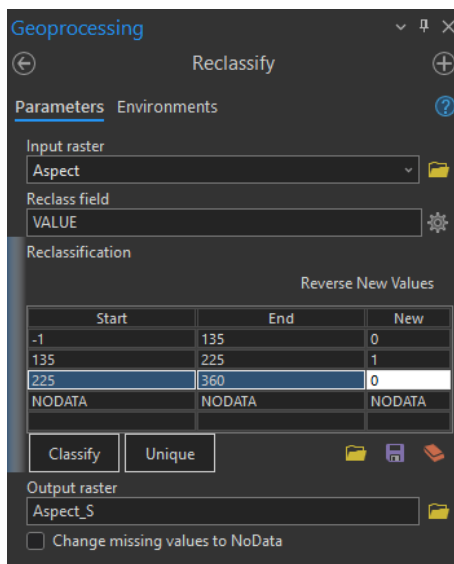 Geoprocessing
Reclassify
Parameters Environments
Input raster
Aspect
Reclass field
VALUE
Reclassification
Reverse New Values
Start End New
-1 135 0
135 225 1
225 360 0
NODATA NODATA NODATA
Classify Unique
Output raster
Aspect_S
Change missing values to NoData